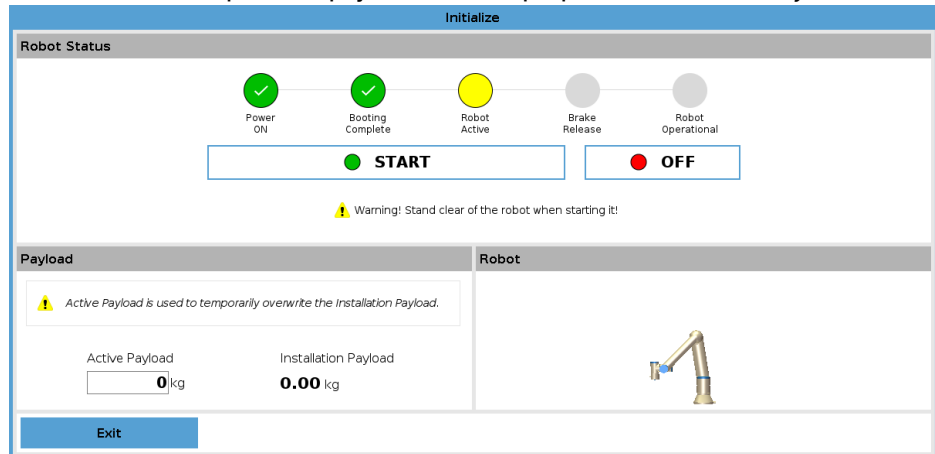 Initialize
Robot Status
Power
ON
Booting
Complete
Robot
Active
Brake
Release
Robot
Operational
START
OFF
Warning! Stand clear of the robot when starting it!
Payload
Robot
Active Payload is used to temporarily overwrite the Installation Payload.
Active Payload
Installation Payload
0 kg
0.00 kg
Exit